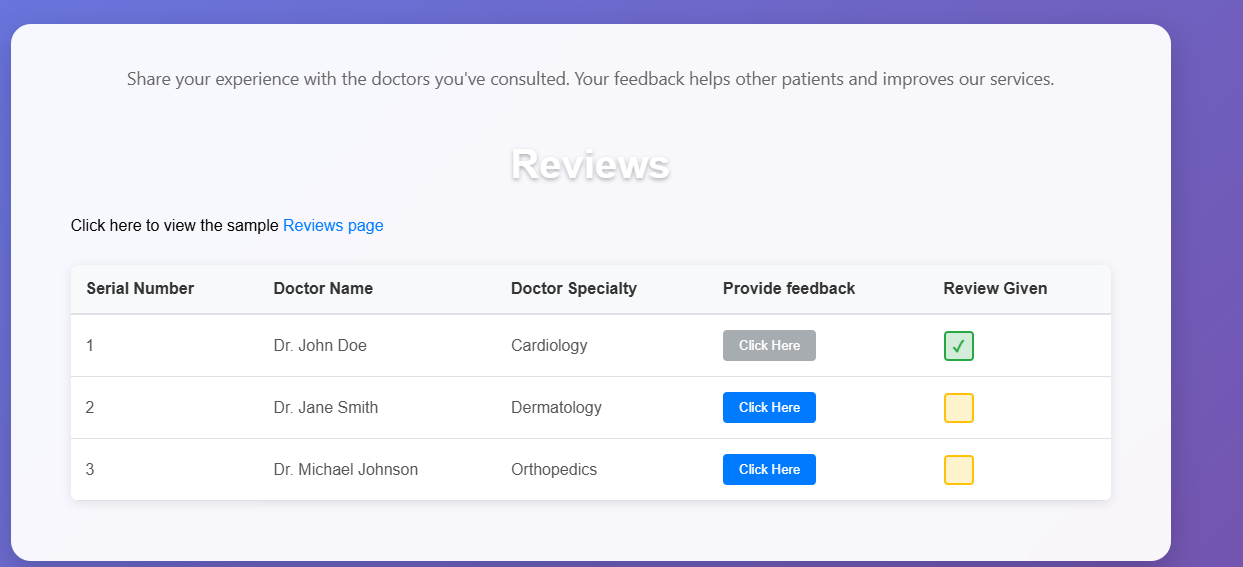 Share your experience with the doctors you've consulted. Your feedback helps other patients and improves our services.
Reviews
Click here to view the sample Reviews page
Serial Number Doctor Name Doctor Specialty Provide feedback Review Given
1 Dr. John Doe Cardiology Click Here ✓
2 Dr. Jane Smith Dermatology Click Here
3 Dr. Michael Johnson Orthopedics Click Here